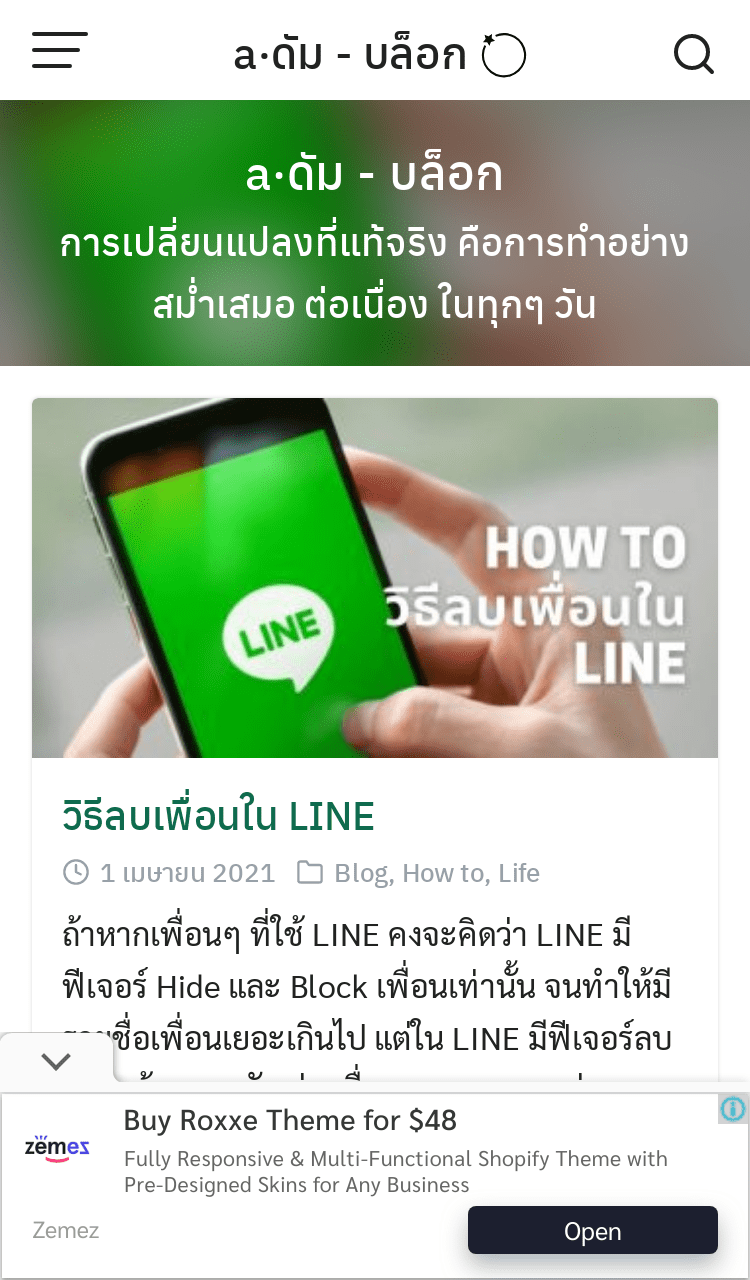 a·ดัม - บล็อก
a·ดัม - บล็อก
การเปลี่ยนแปลงที่แท้จริง คือการทำอย่าง
สม่ำเสมอ ต่อเนื่อง ในทุกๆ วัน
LINE
HOW TO
วิธีลบเพื่อนใน
LINE
วิธีลบเพื่อนใน LINE
1 เมษายน 2021 Blog, How to, Life
ถ้าหากเพื่อนๆ ที่ใช้ LINE คงจะคิดว่า LINE มี
ฟีเจอร์ Hide และ Block เพื่อนเท่านั้น จนทำให้มี
รายชื่อเพื่อนเยอะเกินไป แต่ใน LINE มีฟีเจอร์ลบ
Buy Roxxe Theme for $48
zemez
Fully Responsive & Multi-Functional Shopify Theme with
Pre-Designed Skins for Any Business
Zemez
Open